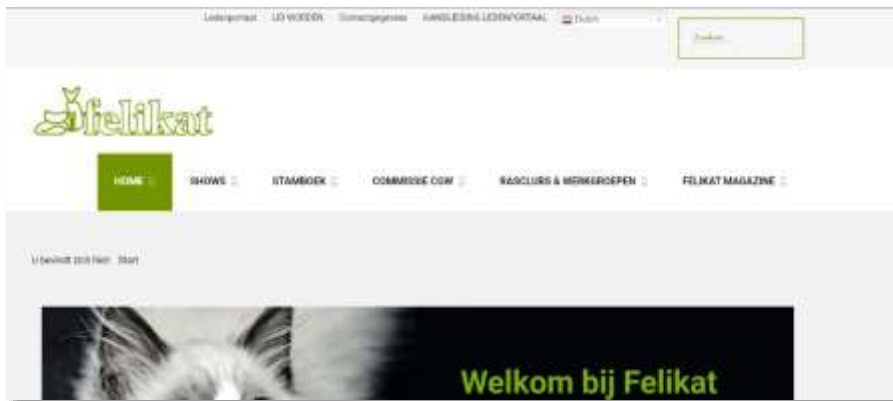 Ledenportaal LID WORDEN Contactgegevens HANDLEIDING LEDENPORTAAL Dutch
Zoeken
felikat
HOME SHOWS STAMBOEK COMMISSIE CGW RASCLUBS & WERKGROEPEN FELIKAT MAGAZINE
U bevindt zich hier: Start
Welkom bij Felikat